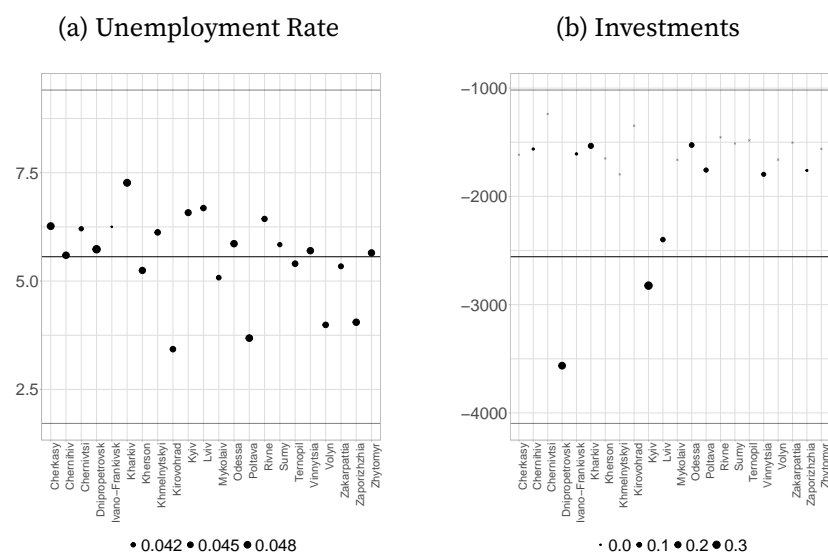 (a) Unemployment Rate
7.5
5.0
2.5
Cherkasy
Chernihiv
Chernivtsi
Dnipropetrovsk
Ivano−Frankivsk
Kharkiv
Kherson
Khmelnytskyi
Kirovohrad
Kyiv
Lviv
Mykolaiv
Odessa
Poltava
Rivne
Sumy
Ternopil
Vinnytsia
Volyn
Zakarpattia
Zaporizhzhia
Zhytomyr
0.042 0.045 0.048
(b) Investments
−1000
−2000
−3000
−4000
Cherkasy
Chernihiv
Chernivtsi
Dnipropetrovsk
Ivano−Frankivsk
Kharkiv
Kherson
Khmelnytskyi
Kirovohrad
Kyiv
Lviv
Mykolaiv
Odessa
Poltava
Rivne
Sumy
Ternopil
Vinnytsia
Volyn
Zakarpattia
Zaporizhzhia
Zhytomyr
0.0 0.1 0.2 0.3